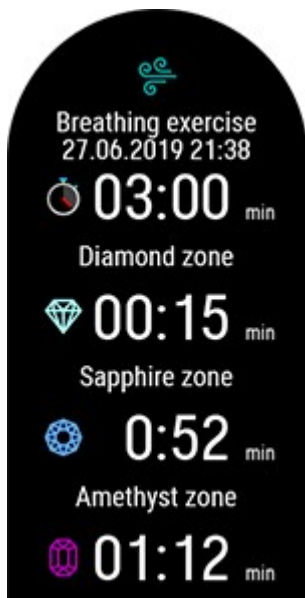 Breathing exercise
27.06.2019 21:38
03:00 min
Diamond zone
00:15 min
Sapphire zone
0:52 min
Amethyst zone
01:12 min